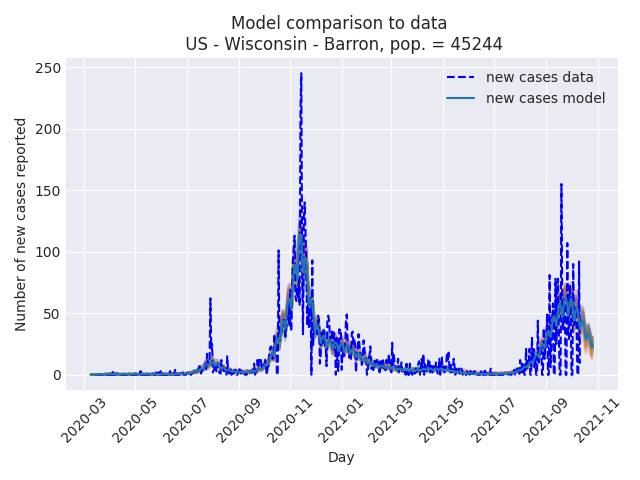 Model comparison to data
US - Wisconsin - Barron, pop. = 45244
new cases data
new cases model
Number of new cases reported
250
200
150
100
50
0
2020-03
2020-05
2020-07
2020-09
2020-11
2021-01
2021-03
2021-05
2021-07
2021-09
2021-11
Day